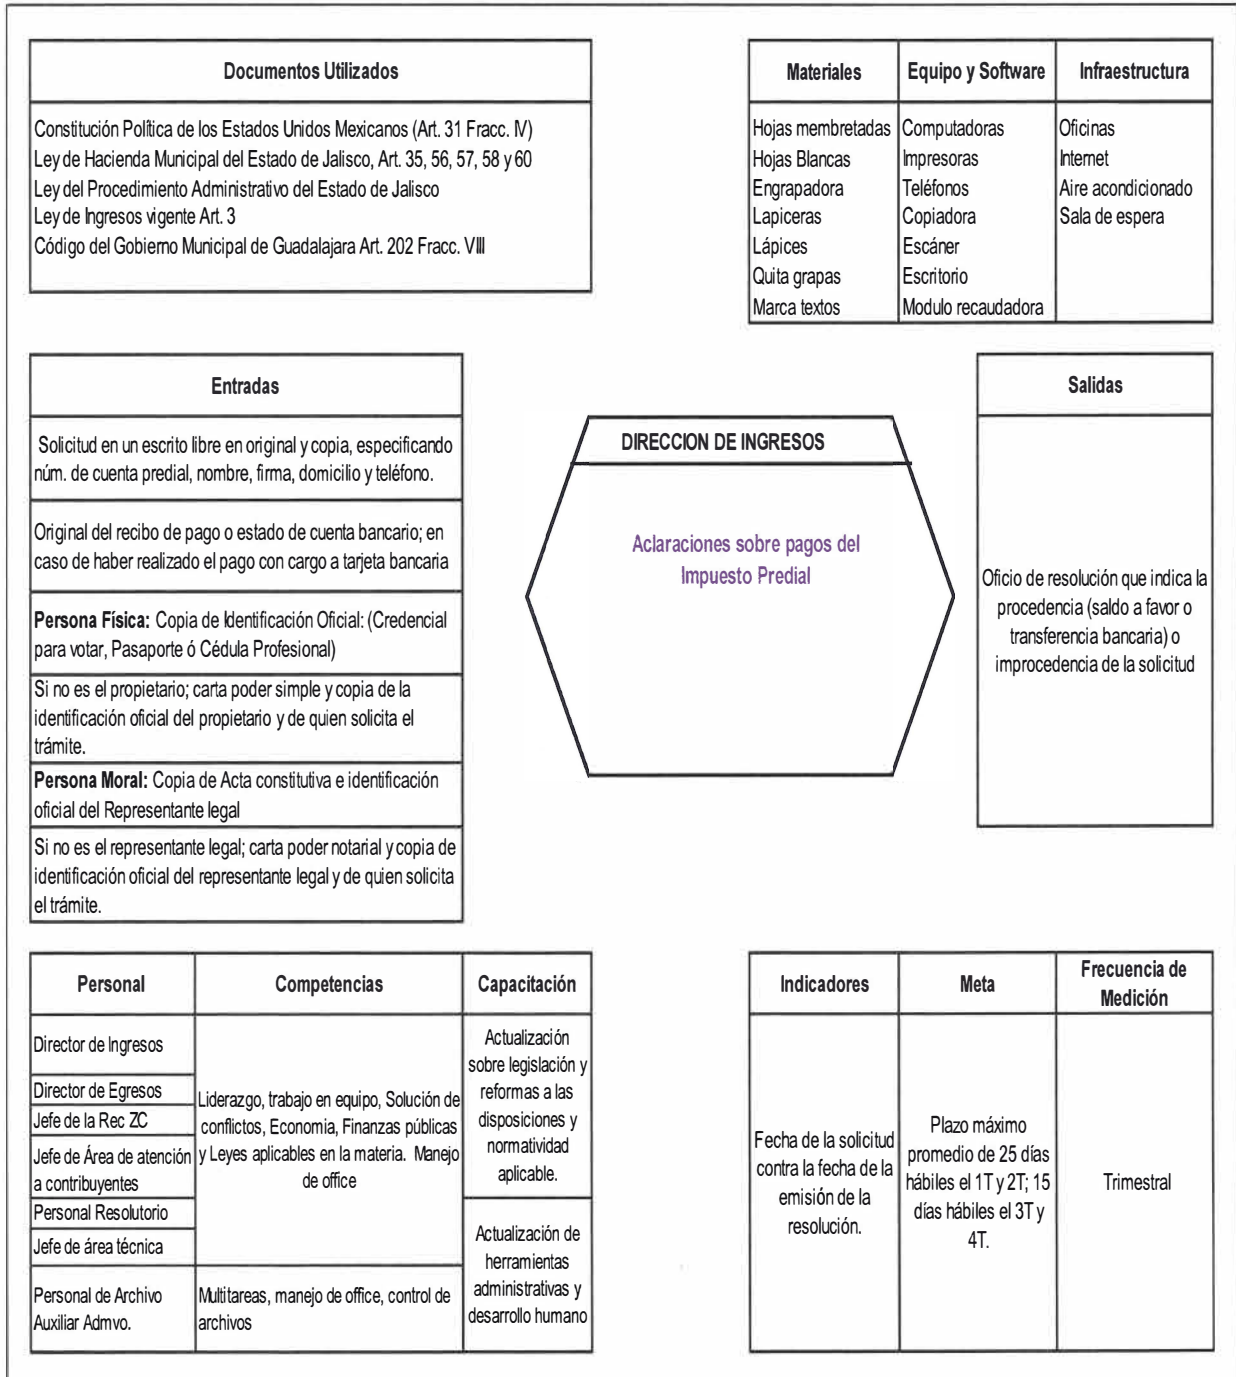 Documentos Utilizados
Constitución Política de los Estados Unidos Mexicanos (Art. 31 Fracc. IV)
Ley de Hacienda Municipal del Estado de Jalisco, Art. 35, 56, 57, 58 y 60
Ley del Procedimiento Administrativo del Estado de Jalisco
Ley de Ingresos vigente Art. 3
Código del Gobierno Municipal de Guadalajara Art. 202 Fracc. VIII
Materiales
Hojas membretadas
Hojas Blancas
Engrapadora
Lapiceras
Lápices
Quita grapas
Marca textos
Equipo y Software
Computadoras
Impresoras
Teléfonos
Copiadora
Escáner
Escritorio
Modulo recaudadora
Infraestructura
Oficinas
Internet
Aire acondicionado
Sala de espera
Entradas
Solicitud en un escrito libre en original y copia, especificando
núm. de cuenta predial, nombre, firma, domicilio y teléfono.
Original del recibo de pago o estado de cuenta bancario; en
caso de haber realizado el pago con cargo a tarjeta bancaria
Persona Física: Copia de Identificación Oficial: (Credencial
para votar, Pasaporte ó Cédula Profesional)
Si no es el propietario; carta poder simple y copia de la
identificación oficial del propietario y de quien solicita el
trámite.
Persona Moral: Copia de Acta constitutiva e identificación
oficial del Representante legal
Si no es el representante legal; carta poder notarial y copia de
identificación oficial del representante legal y de quien solicita
el trámite.
DIRECCION DE INGRESOS
Aclaraciones sobre pagos del
Impuesto Predial
Salidas
Oficio de resolución que indica la
procedencia (saldo a favor o
transferencia bancaria) o
improcedencia de la solicitud
Personal
Director de Ingresos
Director de Egresos
Jefe de la Rec ZC
Jefe de Área de atención
a contribuyentes
Personal Resolutorio
Jefe de área técnica
Personal de Archivo
Auxiliar Admvo.
Competencias
Liderazgo, trabajo en equipo, Solución de
conflictos, Economia, Finanzas públicas
y Leyes aplicables en la materia. Manejo
de office
Multitareas, manejo de office, control de
archivos
Capacitación
Actualización
sobre legislación y
reformas a las
disposiciones y
normatividad
aplicable.
Actualización de
herramientas
administrativas y
desarrollo humano
Indicadores
Fecha de la solicitud
contra la fecha de la
emisión de la
resolución.
Meta
Plazo máximo
promedio de 25 días
hábiles el 1T y 2T; 15
días hábiles el 3T y
4T.
Frecuencia de
Medición
Trimestral